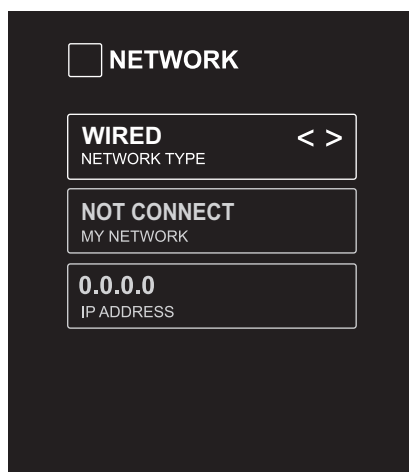 NETWORK
WIRED < >
NETWORK TYPE
NOT CONNECT
MY NETWORK
0.0.0.0
IP ADDRESS